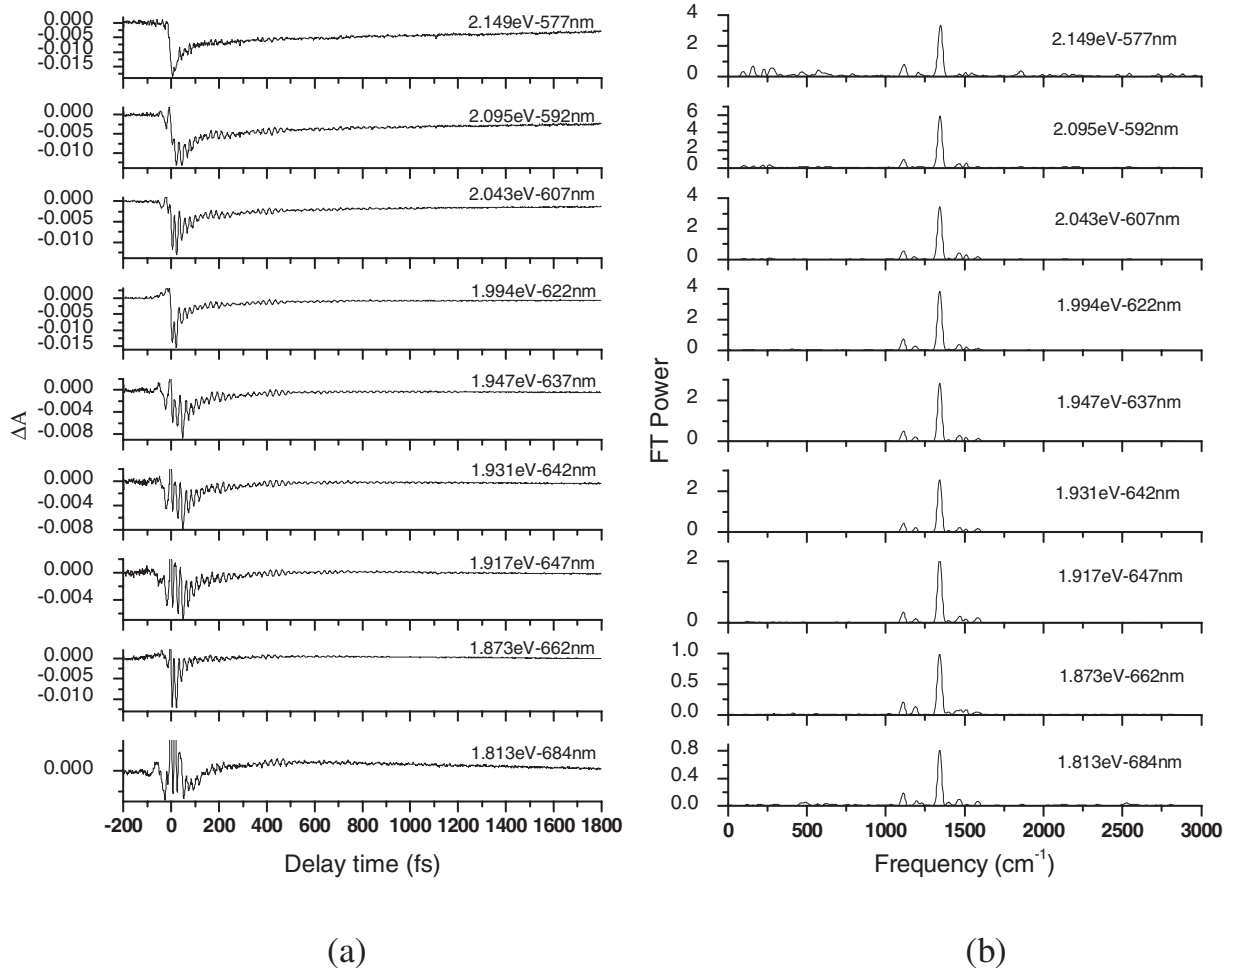 0.000
-0.005
-0.010
-0.015
2.149eV-577nm
0.000
-0.005
-0.010
2.095eV-592nm
0.000
-0.005
-0.010
2.043eV-607nm
0.000
-0.005
-0.010
-0.015
1.994eV-622nm
0.000
-0.004
-0.008
1.947eV-637nm
0.000
-0.004
-0.008
1.931eV-642nm
0.000
-0.004
1.917eV-647nm
0.000
-0.005
-0.010
1.873eV-662nm
0.000
1.813eV-684nm
ΔA
-200 0 200 400 600 800 1000 1200 1400 1600 1800
Delay time (fs)
(a)
4
2
0
2.149eV-577nm
6
4
2
0
2.095eV-592nm
4
2
0
2.043eV-607nm
4
2
0
1.994eV-622nm
2
0
1.947eV-637nm
2
0
1.931eV-642nm
2
0
1.917eV-647nm
1.0
0.5
0.0
1.873eV-662nm
0.8
0.4
0.0
1.813eV-684nm
FT Power
0 500 1000 1500 2000 2500 3000
Frequency (cm⁻¹)
(b)